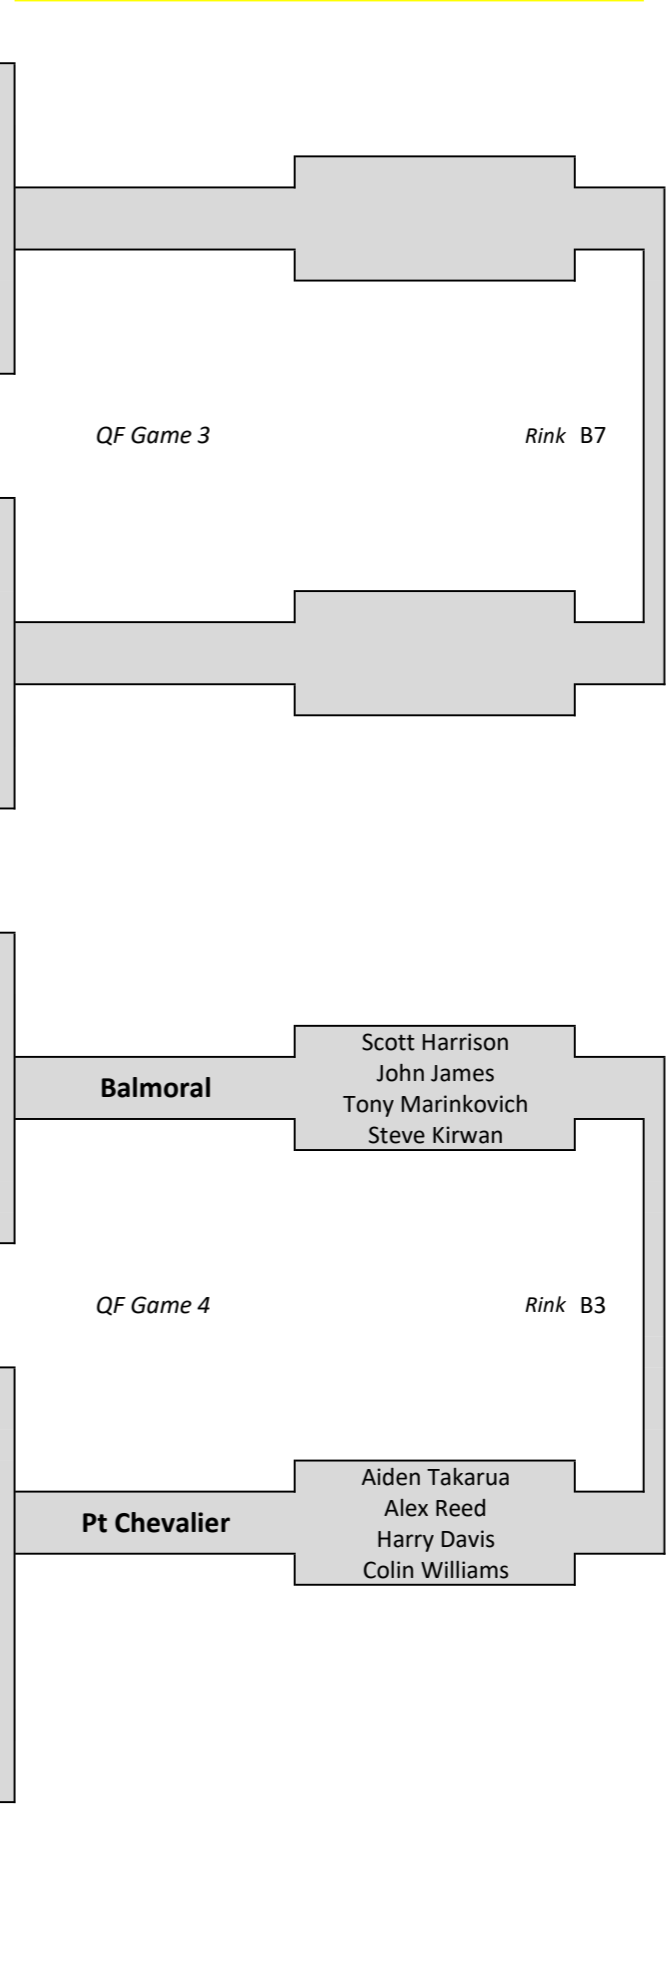 QF Game 3
Rink B7
Scott Harrison
John James
Balmoral
Tony Marinkovich
Steve Kirwan
QF Game 4
Rink B3
Aiden Takarua
Alex Reed
Pt Chevalier
Harry Davis
Colin Williams